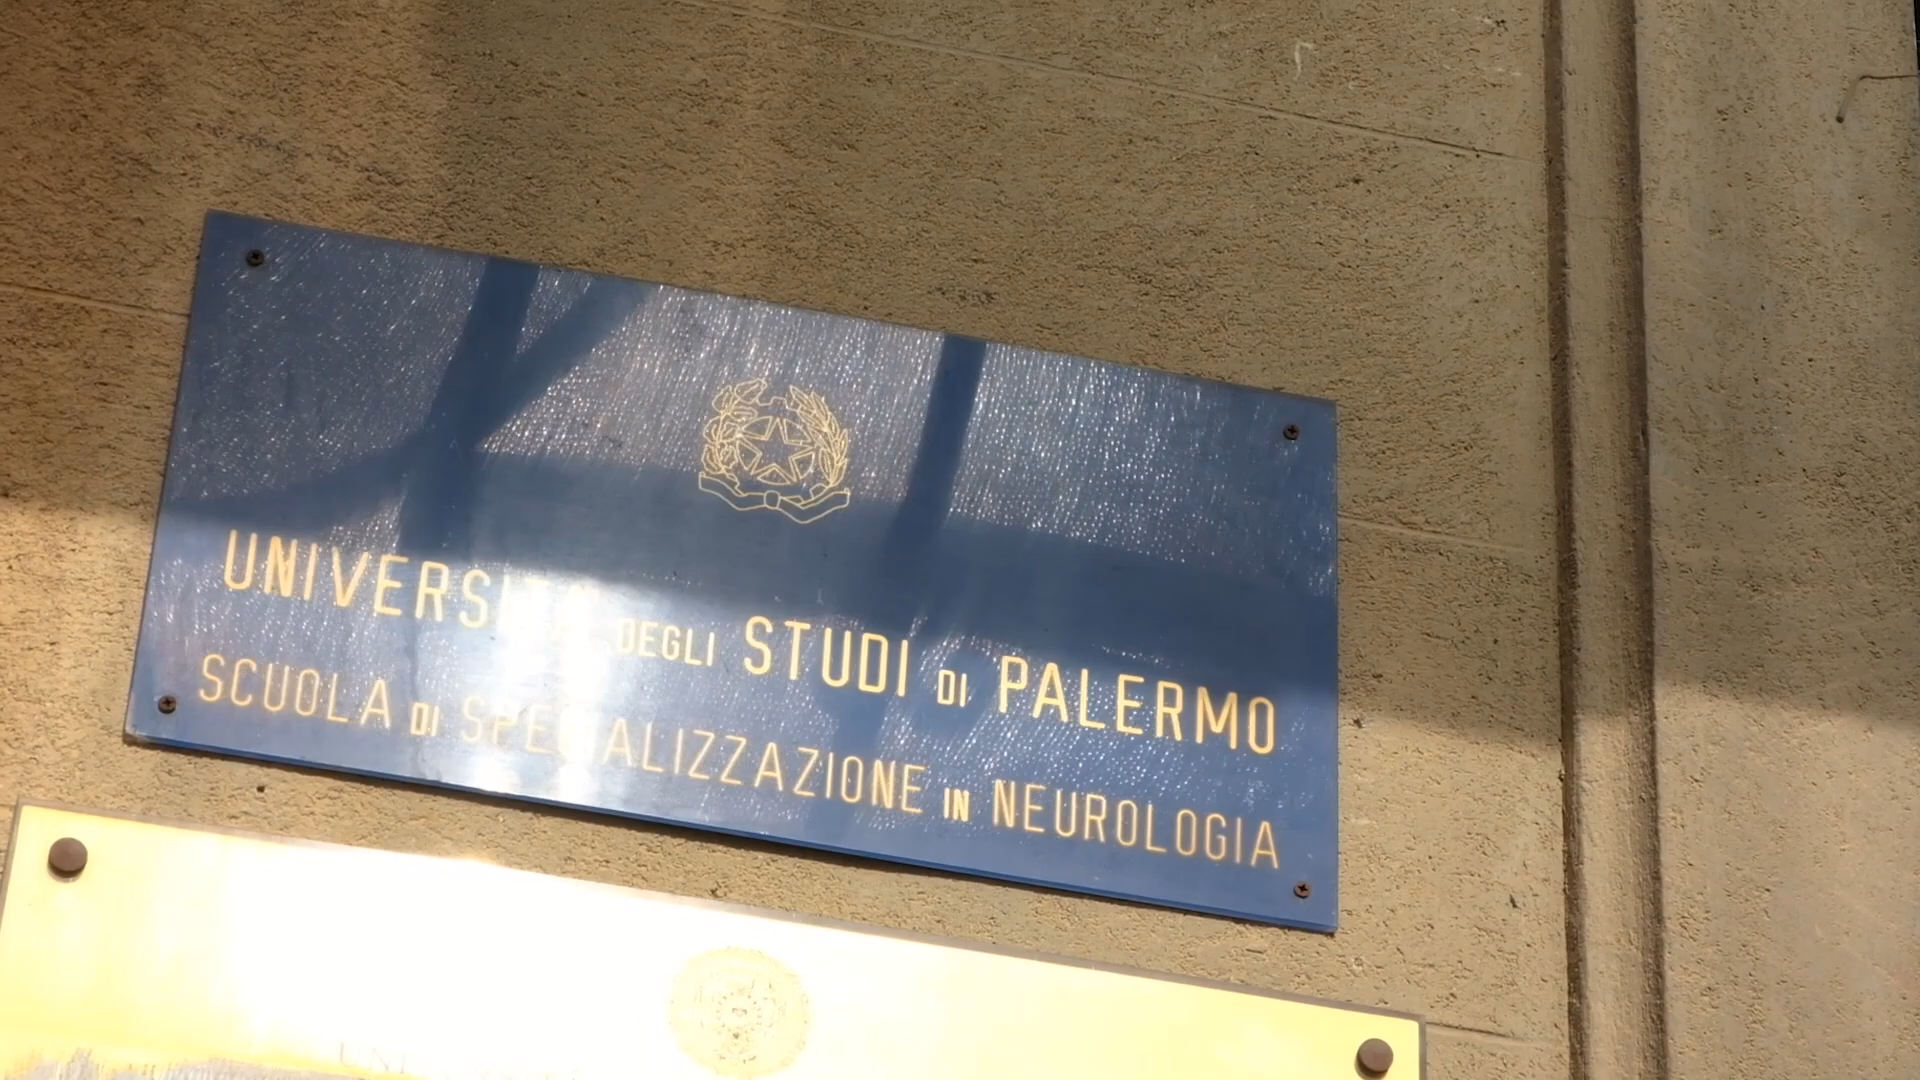 UNIVERSITÀ DEGLI STUDI DI PALERMO
SCUOLA DI SPECIALIZZAZIONE IN NEUROLOGIA